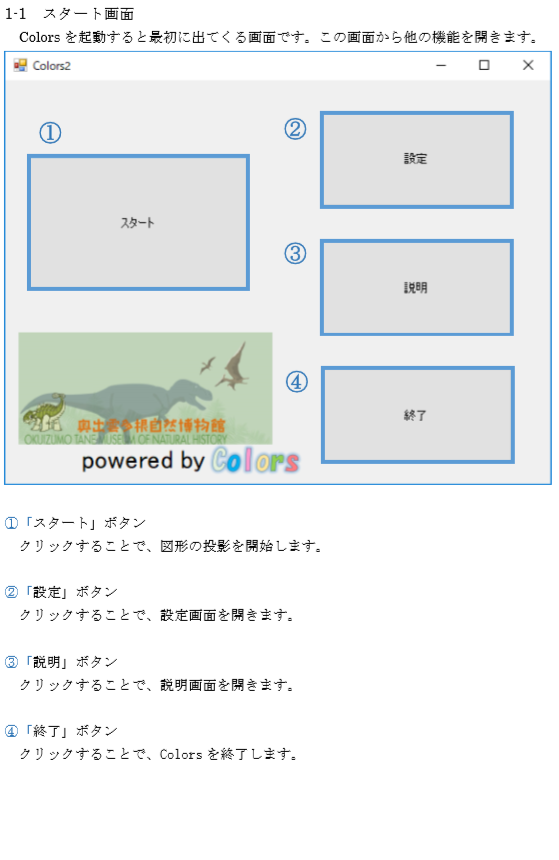 1-1　スタート画面
Colors を起動すると最初に出てくる画面です。この画面から他の機能を開きます。
Colors2
①
スタート
②
設定
③
説明
④
終了
奥出雲多根自然博物館
OKUIZUMO TANE MUSEUM OF NATURAL HISTORY
powered by Colors
①「スタート」ボタン
クリックすることで、図形の投影を開始します。
②「設定」ボタン
クリックすることで、設定画面を開きます。
③「説明」ボタン
クリックすることで、説明画面を開きます。
④「終了」ボタン
クリックすることで、Colors を終了します。